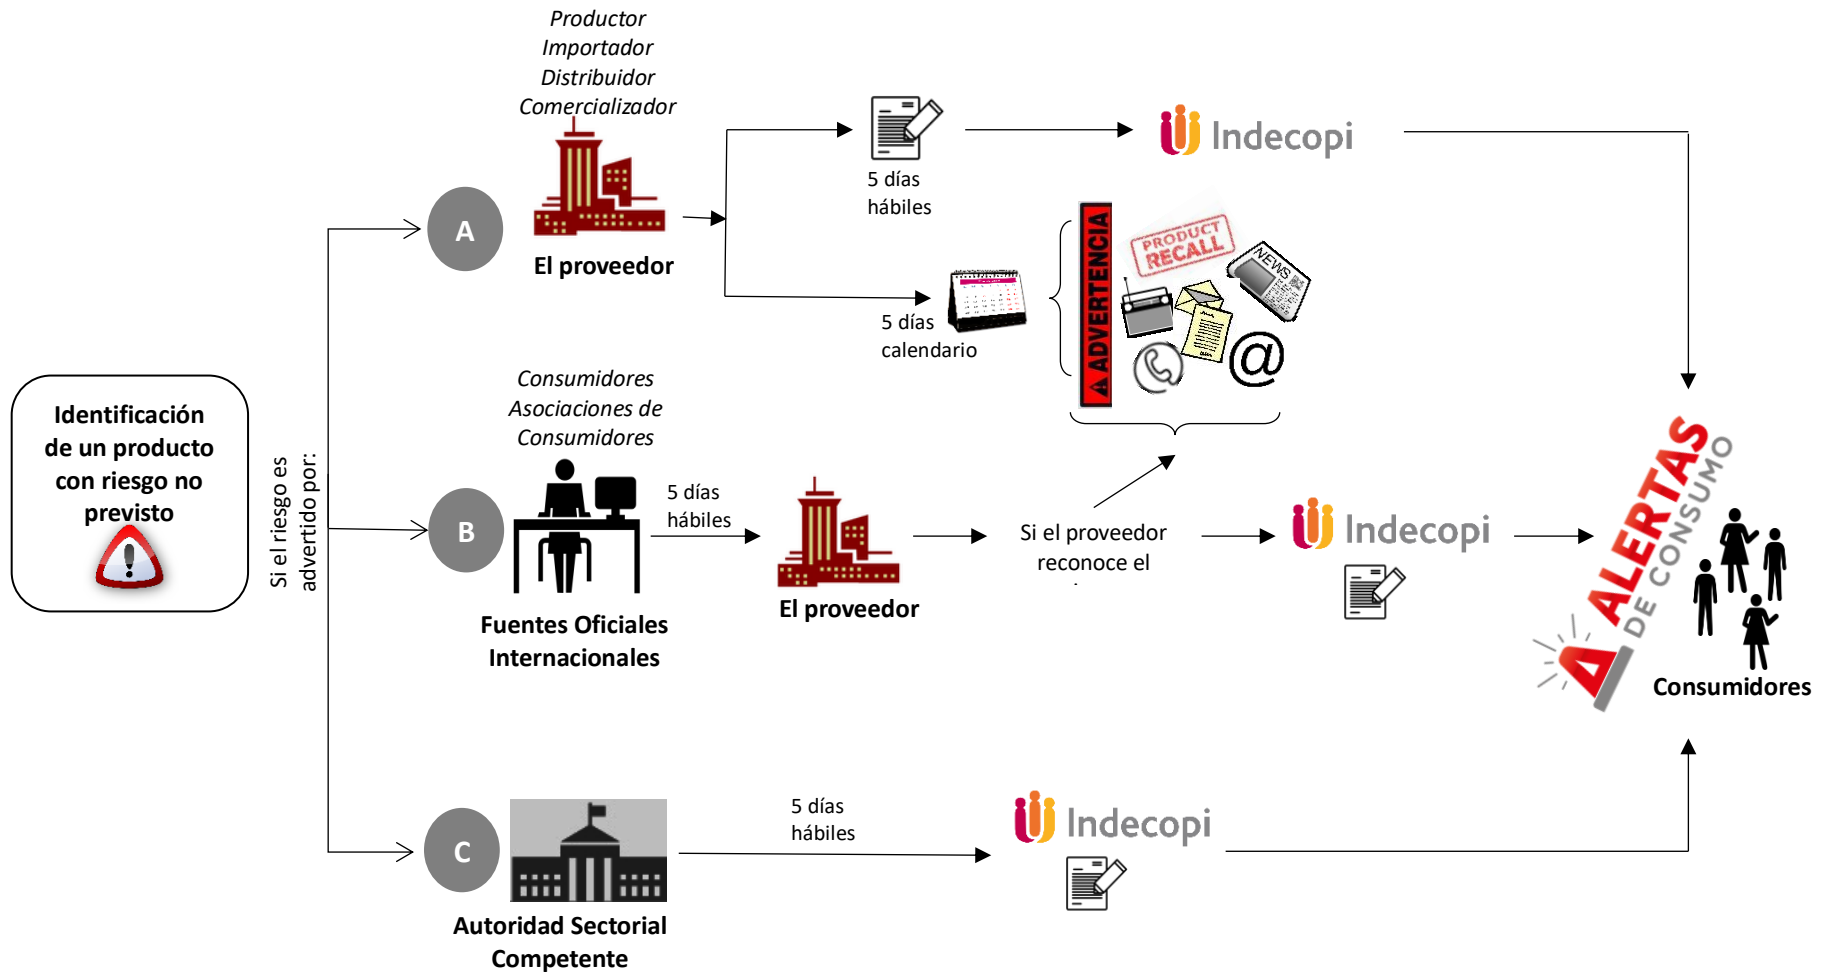 Identificación
de un producto
con riesgo no
previsto
Si el riesgo es
advertido por:
A
Productor
Importador
Distribuidor
Comercializador
El proveedor
5 días
hábiles
Indecopi
5 días
calendario
ADVERTENCIA
PRODUCT
RECALL
NEWS
@
B
Consumidores
Asociaciones de
Consumidores
Fuentes Oficiales
Internacionales
5 días
hábiles
El proveedor
Si el proveedor
reconoce el
Indecopi
ALERTAS
DE CONSUMO
Consumidores
C
Autoridad Sectorial
Competente
5 días
hábiles
Indecopi